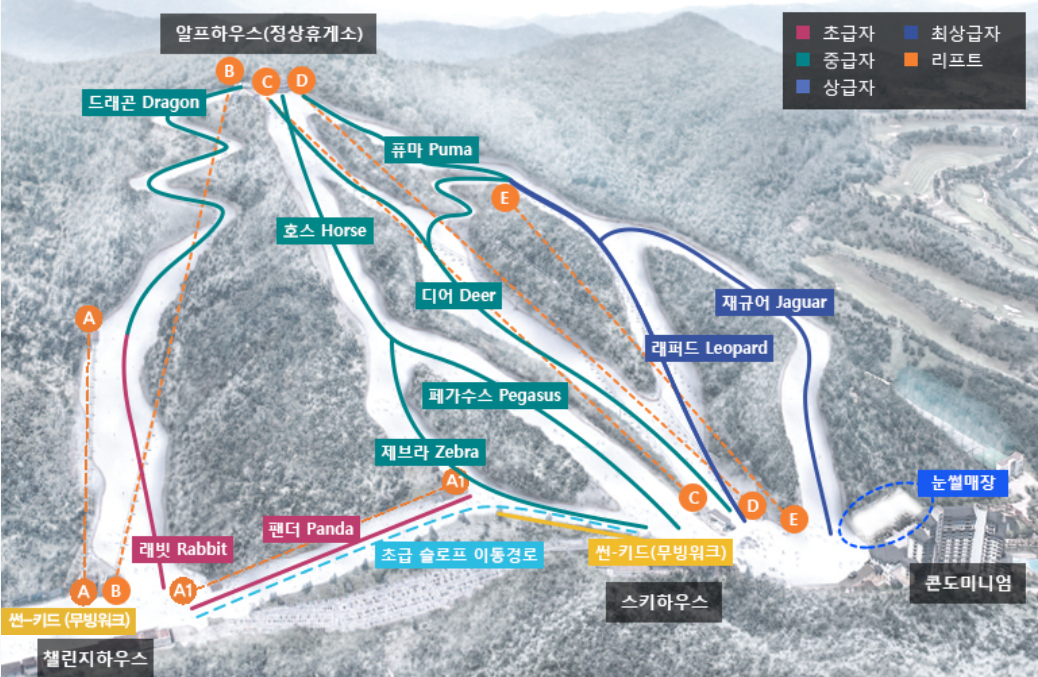 알프하우스(정상휴게소)
초급자
최상급자
중급자
리프트
상급자
B
C
D
드래곤 Dragon
퓨마 Puma
E
호스 Horse
디어 Deer
재규어 Jaguar
A
래퍼드 Leopard
페가수스 Pegasus
제브라 Zebra
A1
눈썰매장
C
D
E
팬더 Panda
래빗 Rabbit
초급 슬로프 이동경로
썬-키드(무빙워크)
콘도미니엄
A
B
A1
스키하우스
썬-키드 (무빙워크)
챌린지하우스